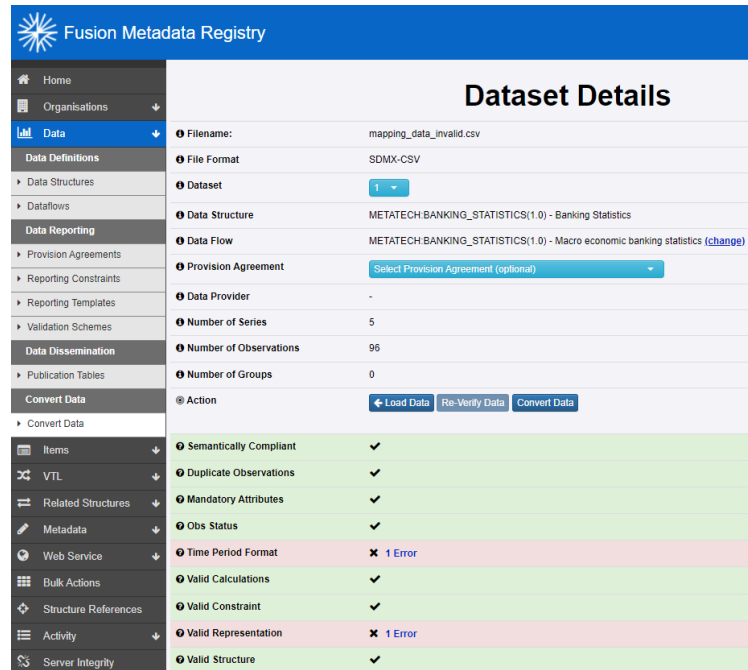 Fusion Metadata Registry
Home
Organisations
Data
Data Definitions
Data Structures
Dataflows
Data Reporting
Provision Agreements
Reporting Constraints
Reporting Templates
Validation Schemes
Data Dissemination
Publication Tables
Convert Data
Convert Data
Items
VTL
Related Structures
Metadata
Web Service
Bulk Actions
Structure References
Activity
Server Integrity
Dataset Details
Filename: mapping_data_invalid.csv
File Format SDMX-CSV
Dataset 1
Data Structure METATECH:BANKING_STATISTICS(1.0) - Banking Statistics
Data Flow METATECH:BANKING_STATISTICS(1.0) - Macro economic banking statistics (change)
Provision Agreement Select Provision Agreement (optional)
Data Provider -
Number of Series 5
Number of Observations 96
Number of Groups 0
Action Load Data Re-Verify Data Convert Data
Semantically Compliant
Duplicate Observations
Mandatory Attributes
Obs Status
Time Period Format 1 Error
Valid Calculations
Valid Constraint
Valid Representation 1 Error
Valid Structure